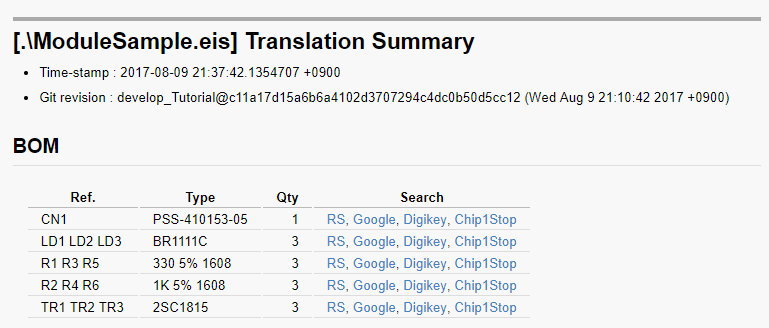 [.\ModuleSample.eis] Translation Summary
Time-stamp : 2017-08-09 21:37:42.1354707 +0900
Git revision : develop_Tutorial@c11a17d15a6b6a4102d3707294c4dc0b50d5cc12 (Wed Aug 9 21:10:42 2017 +0900)
BOM
Ref. Type Qty Search
CN1 PSS-410153-05 1 RS, Google, Digikey, Chip1Stop
LD1 LD2 LD3 BR1111C 3 RS, Google, Digikey, Chip1Stop
R1 R3 R5 330 5% 1608 3 RS, Google, Digikey, Chip1Stop
R2 R4 R6 1K 5% 1608 3 RS, Google, Digikey, Chip1Stop
TR1 TR2 TR3 2SC1815 3 RS, Google, Digikey, Chip1Stop